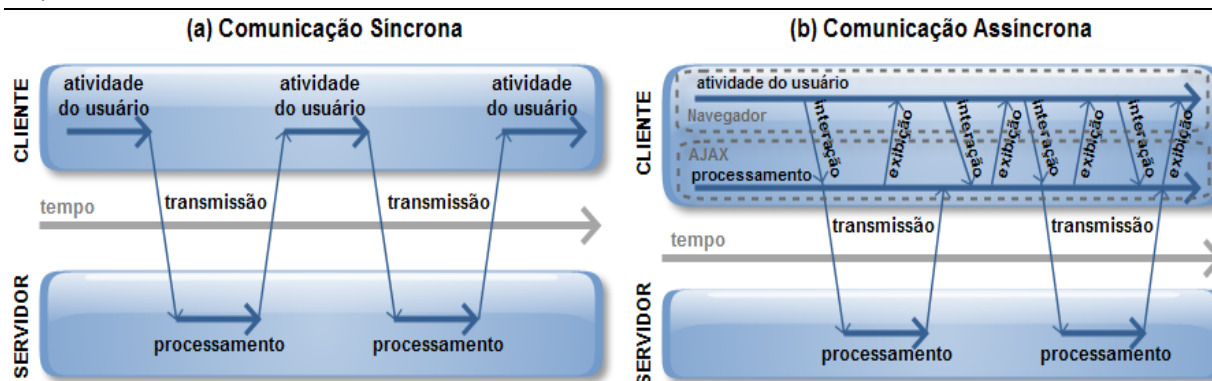 (a) Comunicação Síncrona
CLIENTE
atividade
do usuário
atividade
do usuário
atividade
do usuário
transmissão
transmissão
tempo
SERVIDOR
processamento
processamento
(b) Comunicação Assíncrona
CLIENTE
atividade do usuário
Navegador
interação
exibição
interação
exibição
interação
exibição
interação
exibição
AJAX
processamento
transmissão
transmissão
tempo
SERVIDOR
processamento
processamento